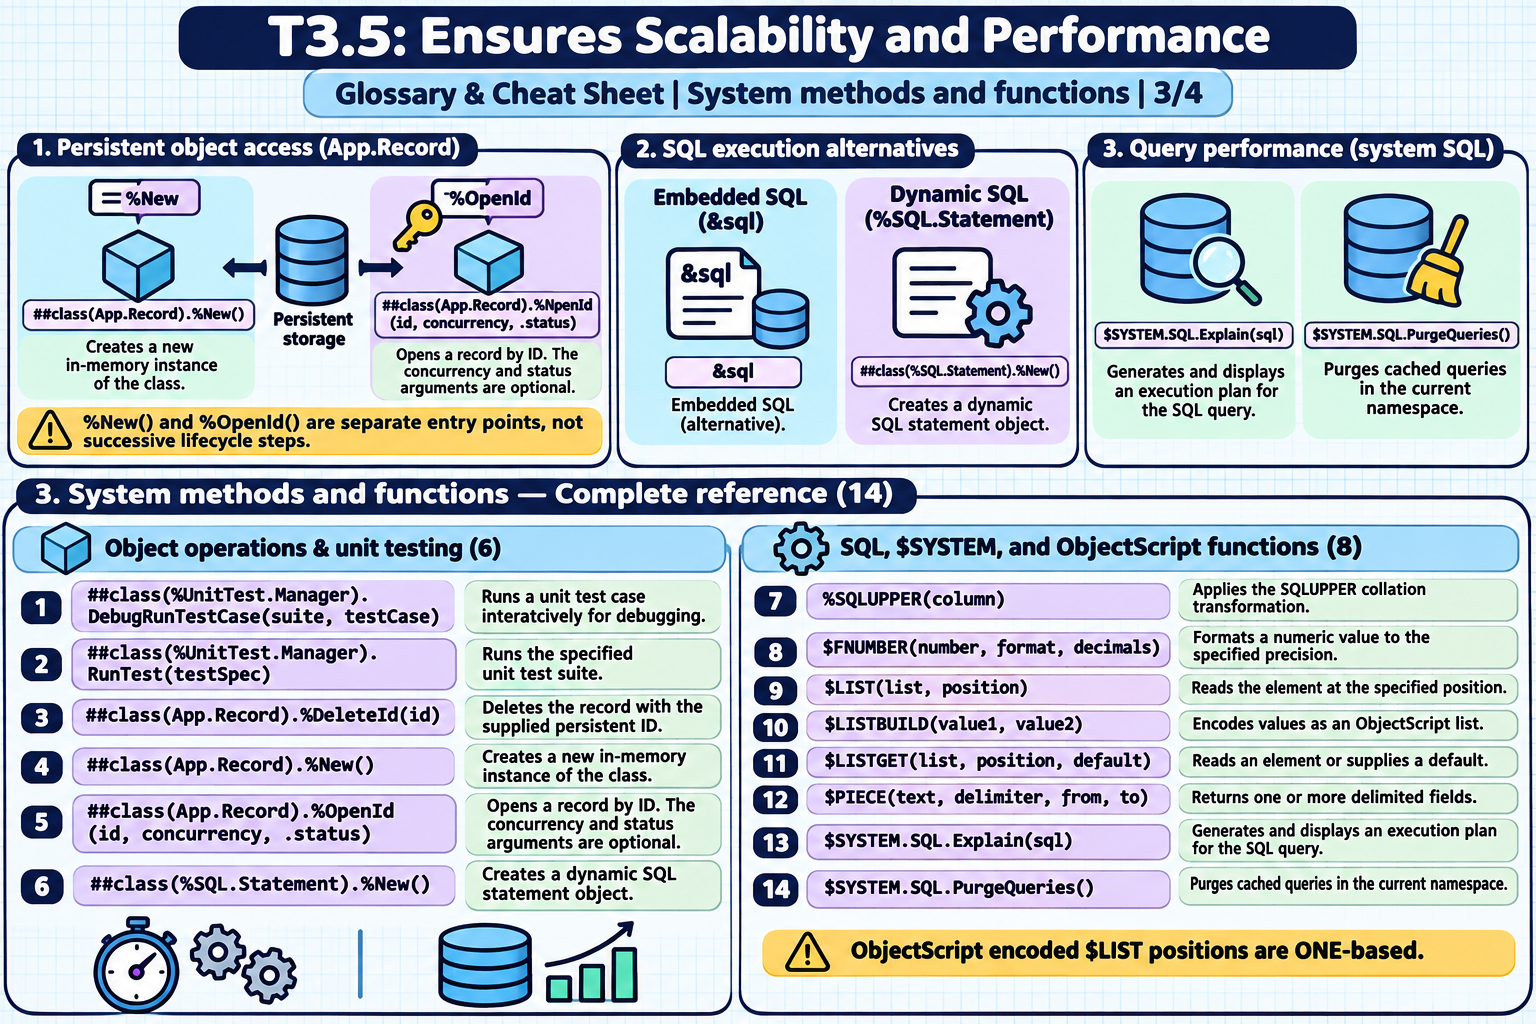 T3.5: Ensures Scalability and Performance
Glossary & Cheat Sheet | System methods and functions | 3/4
1. Persistent object access (App.Record)
%New
%OpenId
##class(App.Record).%New()
Creates a new
in-memory instance
of the class.
Persistent
storage
##class(App.Record).%NpenId
(id, concurrency, .status)
Opens a record by ID. The
concurrency and status
arguments are optional.
%New() and %OpenId() are separate entry points, not
successive lifecycle steps.
2. SQL execution alternatives
Embedded SQL
(&sql)
&sql
&sql
Embedded SQL
(alternative).
Dynamic SQL
(%SQL.Statement)
##class(%SQL.Statement).%New()
Creates a dynamic
SQL statement object.
3. Query performance (system SQL)
$SYSTEM.SQL.Explain(sql)
Generates and displays
an execution plan for
the SQL query.
$SYSTEM.SQL.PurgeQueries()
Purges cached queries
in the current
namespace.
3. System methods and functions — Complete reference (14)
Object operations & unit testing (6)
1
##class(%UnitTest.Manager).
DebugRunTestCase(suite, testCase)
Runs a unit test case
interatcively for debugging.
2
##class(%UnitTest.Manager).
RunTest(testSpec)
Runs the specified
unit test suite.
3
##class(App.Record).%DeleteId(id)
Deletes the record with the
supplied persistent ID.
4
##class(App.Record).%New()
Creates a new in-memory
instance of the class.
5
##class(App.Record).%OpenId
(id, concurrency, .status)
Opens a record by ID. The
concurrency and status
arguments are optional.
6
##class(%SQL.Statement).%New()
Creates a dynamic SQL
statement object.
SQL, $SYSTEM, and ObjectScript functions (8)
7
%SQLUPPER(column)
Applies the SQLUPPER collation
transformation.
8
$FNUMBER(number, format, decimals)
Formats a numeric value to the
specified precision.
9
$LIST(list, position)
Reads the element at the specified position.
10
$LISTBUILD(value1, value2)
Encodes values as an ObjectScript list.
11
$LISTGET(list, position, default)
Reads an element or supplies a default.
12
$PIECE(text, delimiter, from, to)
Returns one or more delimited fields.
13
$SYSTEM.SQL.Explain(sql)
Generates and displays an execution plan
for the SQL query.
14
$SYSTEM.SQL.PurgeQueries()
Purges cached queries in the current namespace.
ObjectScript encoded $LIST positions are ONE-based.